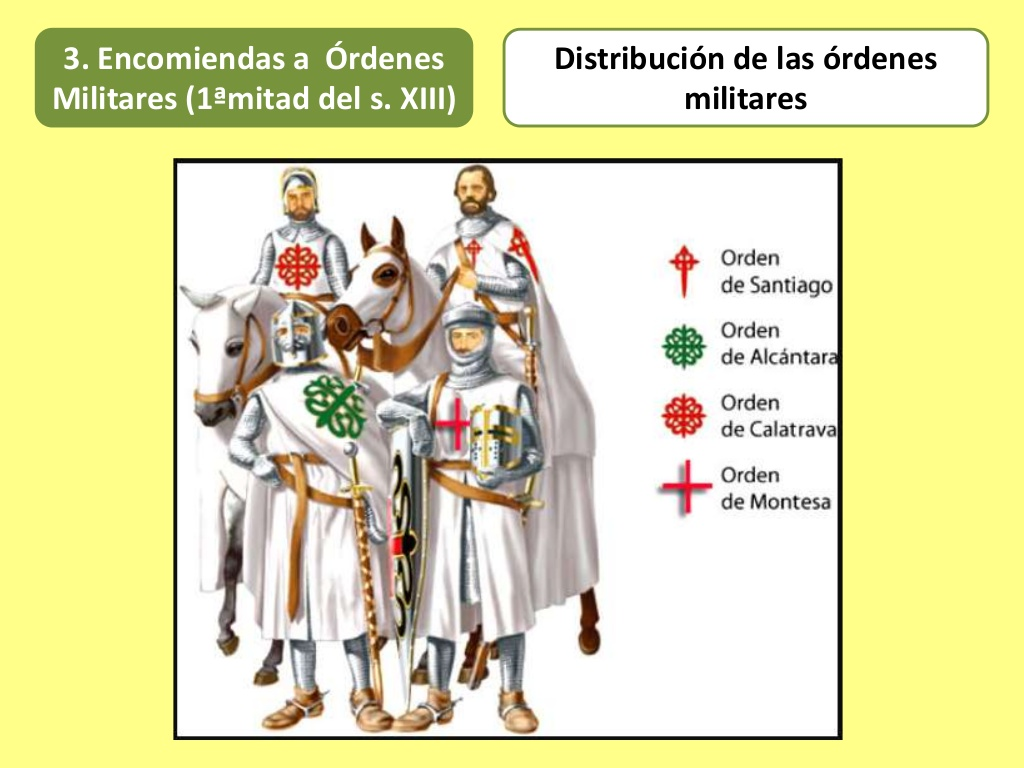 3. Encomiendas a  Órdenes
Militares (1ªmitad del s. XIII)
Distribución de las órdenes
militares
Orden
de Santiago
Orden
de Alcántara
Orden
de Calatrava
Orden
de Montesa